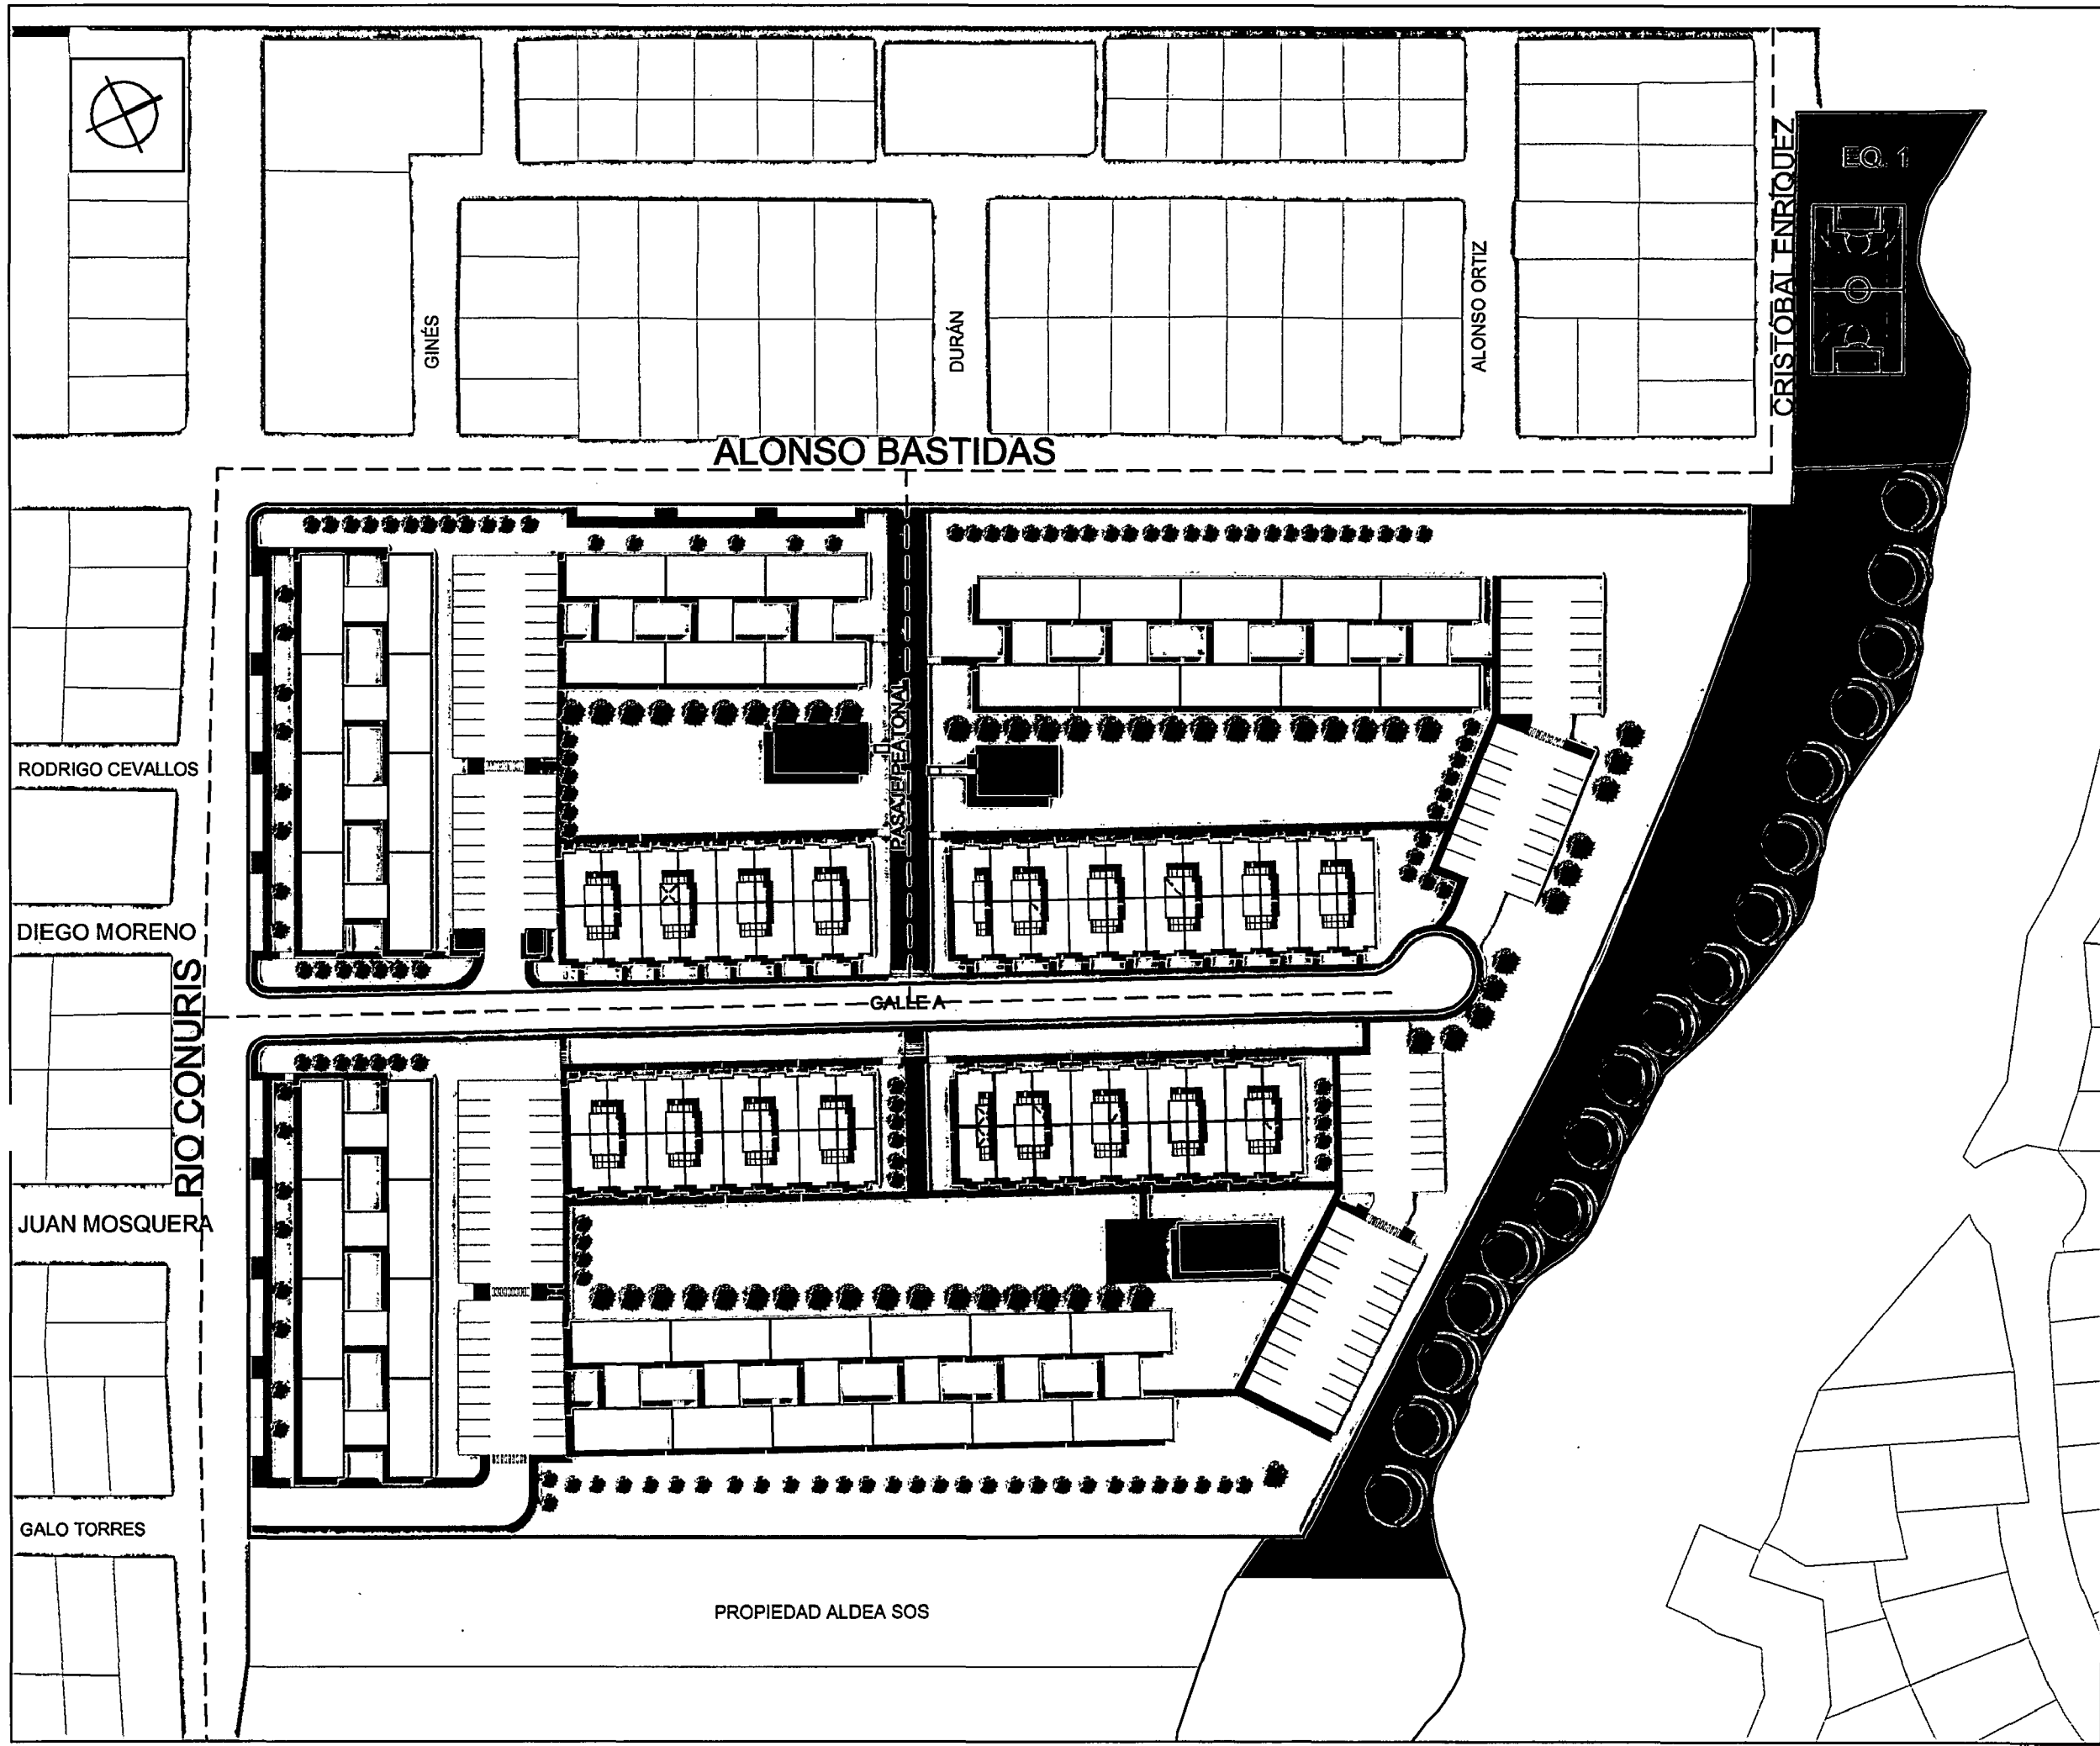 EQ. 1
CRISTÓBAL ENRÍQUEZ
GINÉS
DURÁN
ALONSO ORTIZ
ALONSO BASTIDAS
PASAJE PEATONAL
RODRIGO CEVALLOS
DIEGO MORENO
RIO CONURIS
CALLE A
JUAN MOSQUERA
GALO TORRES
PROPIEDAD ALDEA SOS